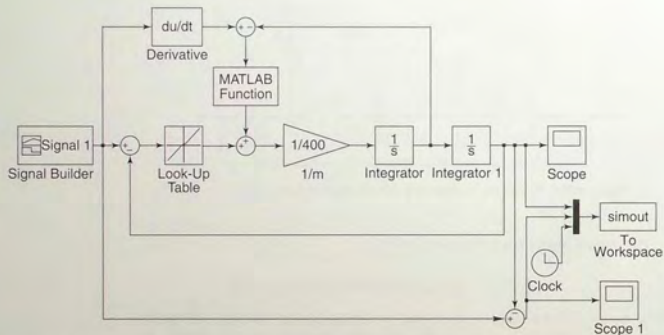 du/dt
Derivative
MATLAB
Function
Signal 1
Signal Builder
Look-Up
Table
1/400
1/m
1
s
Integrator
1
s
Integrator 1
Scope
simout
To
Workspace
Clock
Scope 1